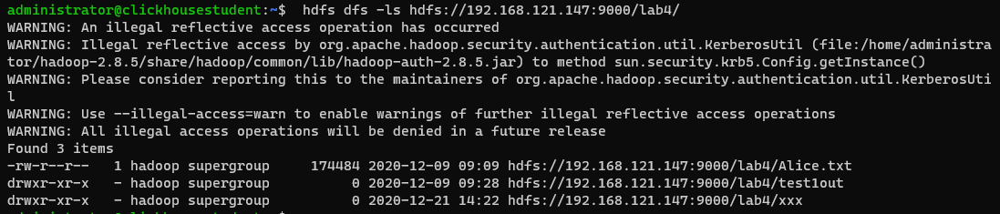 administrator@clickhousestudent:~$  hdfs dfs -ls hdfs://192.168.121.147:9000/lab4/
WARNING: An illegal reflective access operation has occurred
WARNING: Illegal reflective access by org.apache.hadoop.security.authentication.util.KerberosUtil (file:/home/administra
tor/hadoop-2.8.5/share/hadoop/common/lib/hadoop-auth-2.8.5.jar) to method sun.security.krb5.Config.getInstance()
WARNING: Please consider reporting this to the maintainers of org.apache.hadoop.security.authentication.util.KerberosUti
l
WARNING: Use --illegal-access=warn to enable warnings of further illegal reflective access operations
WARNING: All illegal access operations will be denied in a future release
Found 3 items
-rw-r--r--   1 hadoop supergroup     174484 2020-12-09 09:09 hdfs://192.168.121.147:9000/lab4/Alice.txt
drwxr-xr-x   - hadoop supergroup          0 2020-12-09 09:28 hdfs://192.168.121.147:9000/lab4/test1out
drwxr-xr-x   - hadoop supergroup          0 2020-12-21 14:22 hdfs://192.168.121.147:9000/lab4/xxx